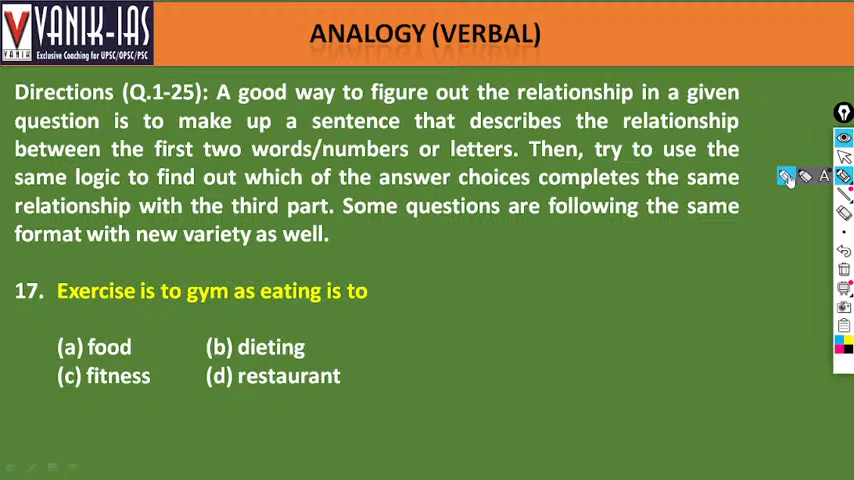 VANIK-IAS
VANIK
Exclusive Coaching for UPSC/OPSC/PSC
ANALOGY (VERBAL)
Directions (Q.1-25): A good way to figure out the relationship in a given
question is to make up a sentence that describes the relationship
between the first two words/numbers or letters. Then, try to use the
same logic to find out which of the answer choices completes the same
relationship with the third part. Some questions are following the same
format with new variety as well.
17. Exercise is to gym as eating is to
(a) food (b) dieting
(c) fitness (d) restaurant
A